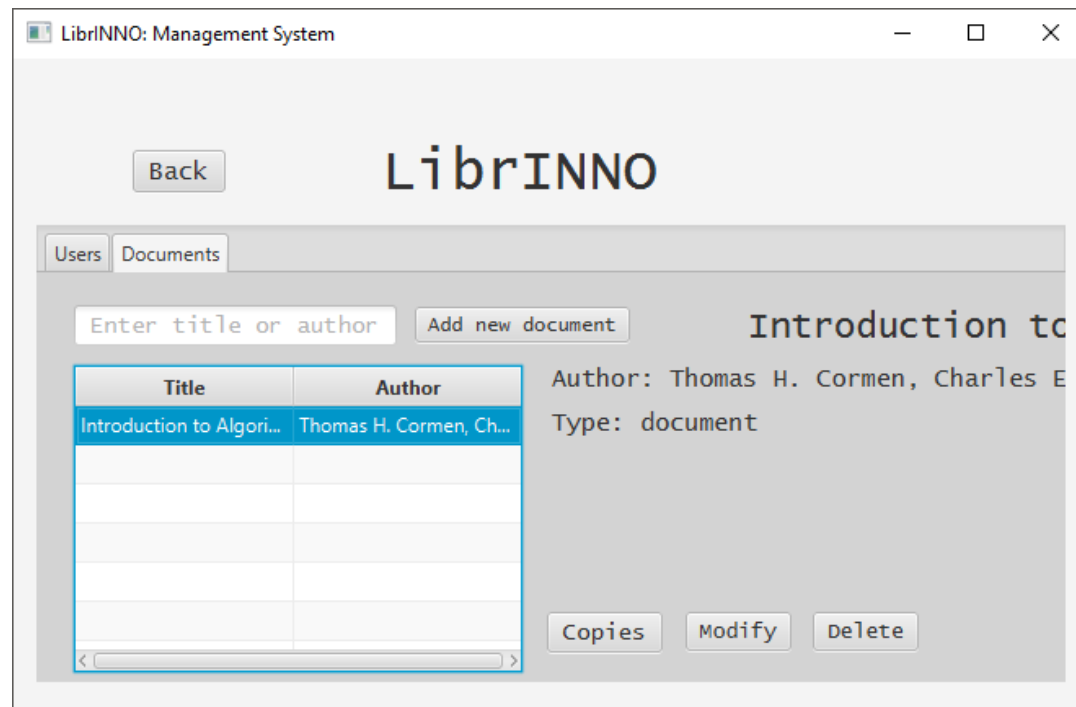 LibrINNO: Management System
Back
LibrINNO
Users Documents
Enter title or author Add new document
Introduction to
Title Author
Introduction to Algori... Thomas H. Cormen, Ch...
Author: Thomas H. Cormen, Charles E
Type: document
Copies Modify Delete